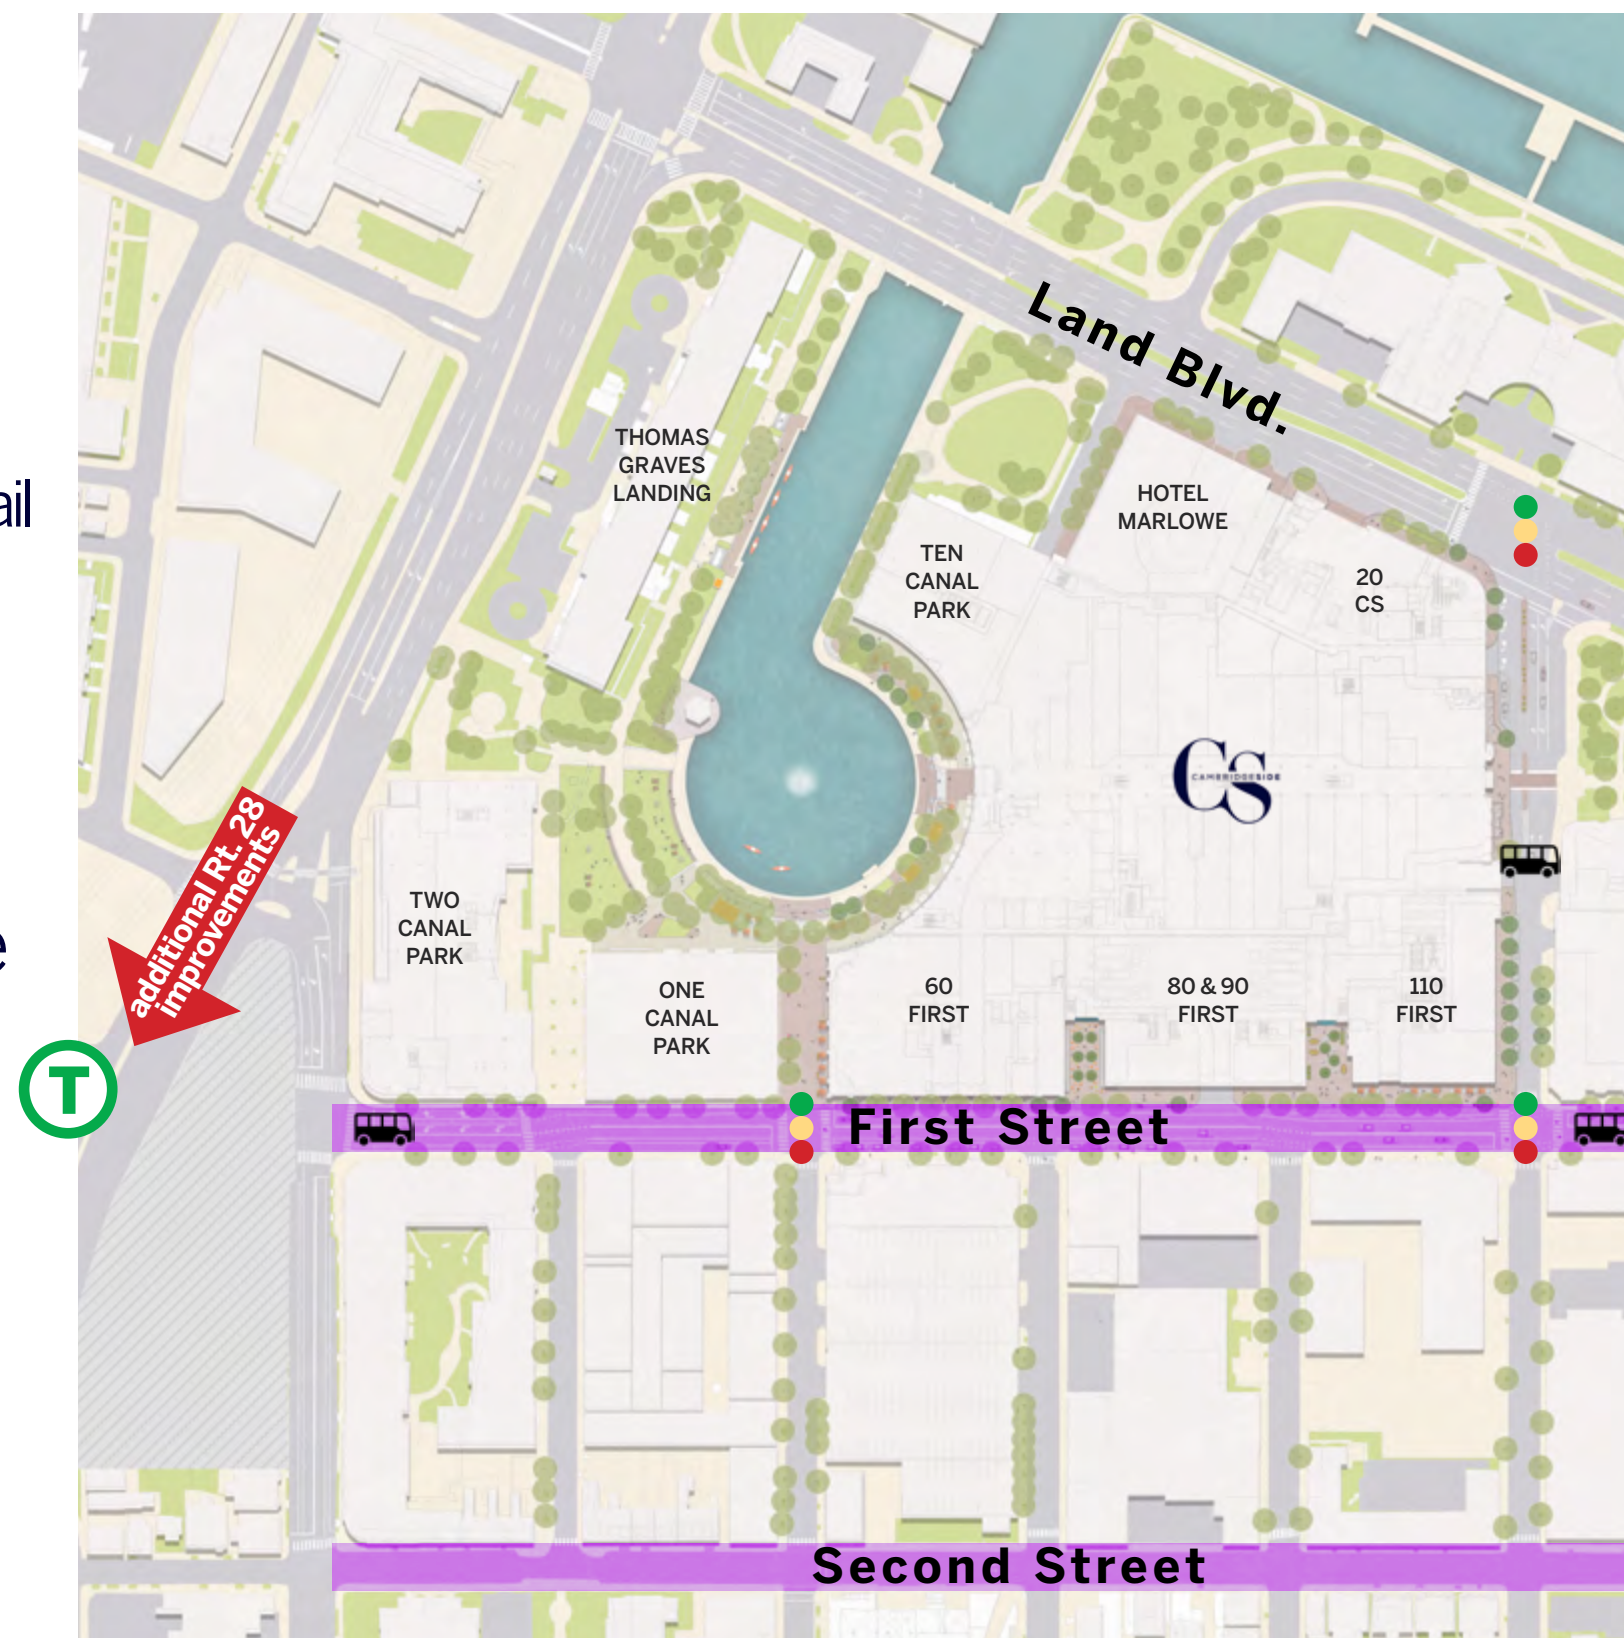 Land Blvd.
THOMAS
GRAVES
LANDING
HOTEL
MARLOWE
TEN
CANAL
PARK
20
CS
ail
CS
CAMBRIDGESIDE
additional Rt. 28
improvements
TWO
CANAL
PARK
e
ONE
CANAL
PARK
60
FIRST
80 & 90
FIRST
110
FIRST
T
First Street
Second Street